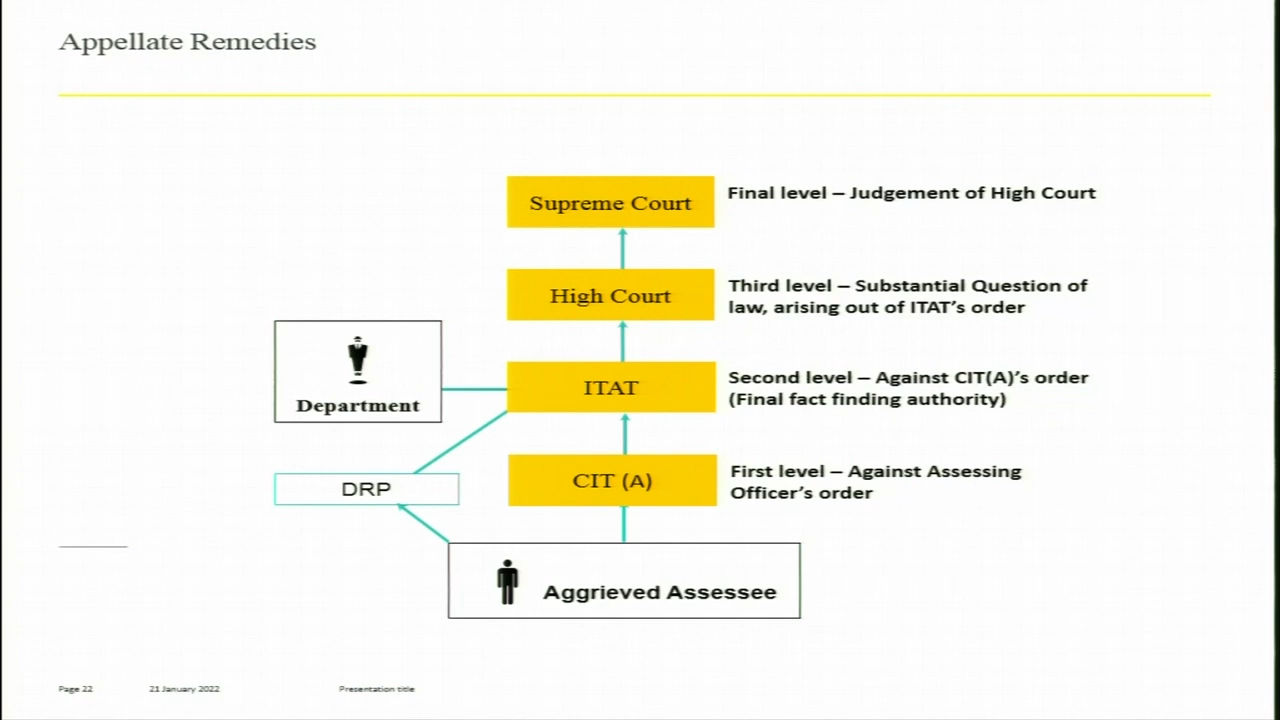 Appellate Remedies
Supreme Court
Final level – Judgement of High Court
High Court
Third level – Substantial Question of
law, arising out of ITAT's order
Department
ITAT
Second level – Against CIT(A)'s order
(Final fact finding authority)
DRP
CIT (A)
First level – Against Assessing
Officer's order
Aggrieved Assessee
Page 22
21 January 2022
Presentation title